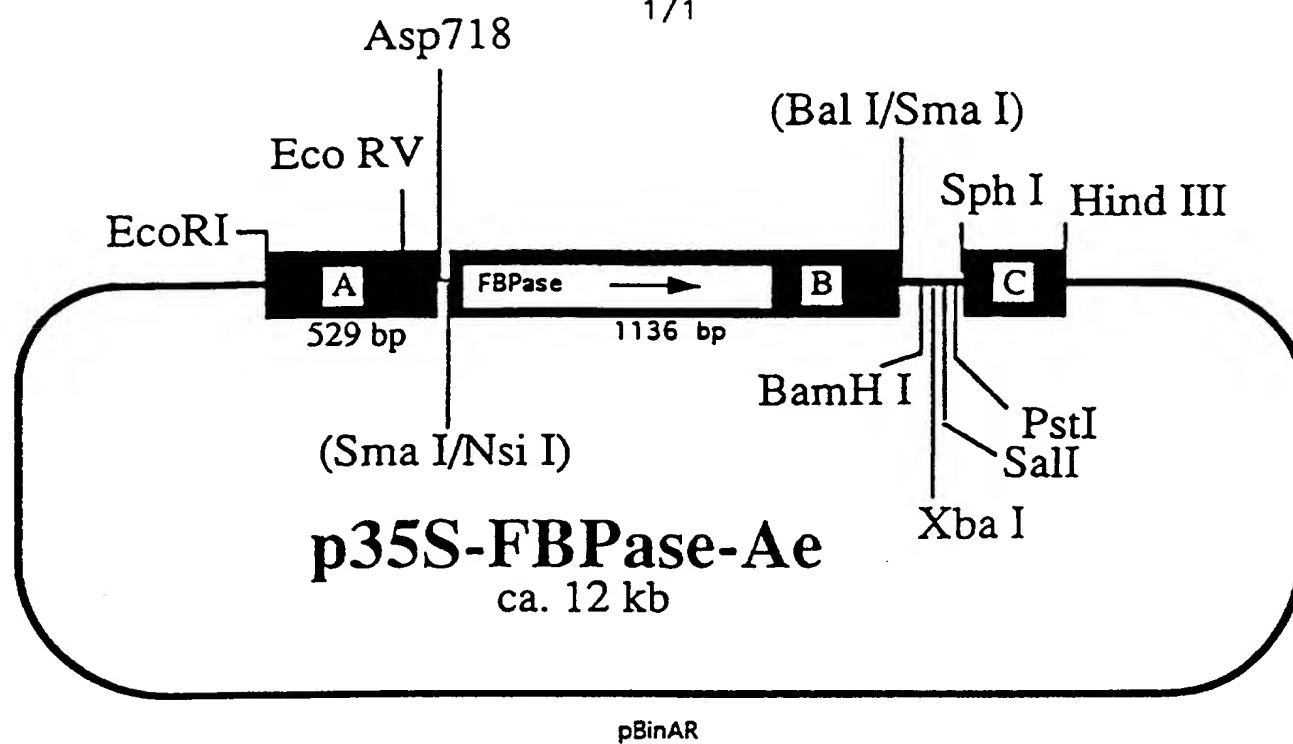 1/1
Asp718
(Bal I/Sma I)
Eco RV
Sph I
Hind III
EcoRI
A
FBPase
B
C
529 bp
1136 bp
BamH I
PstI
SalI
(Sma I/Nsi I)
Xba I
p35S-FBPase-Ae
ca. 12 kb
pBinAR